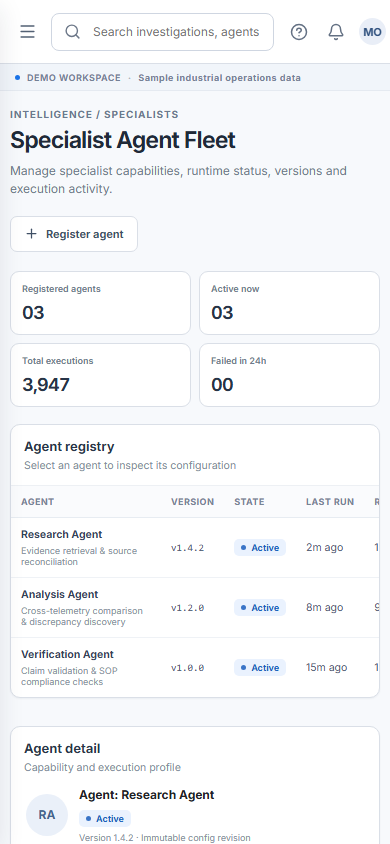 Search investigations, agents
MO
DEMO WORKSPACE · Sample industrial operations data
INTELLIGENCE / SPECIALISTS
Specialist Agent Fleet
Manage specialist capabilities, runtime status, versions and
execution activity.
+ Register agent
Registered agents
03
Active now
03
Total executions
3,947
Failed in 24h
00
Agent registry
Select an agent to inspect its configuration
AGENT VERSION STATE LAST RUN
Research Agent
Evidence retrieval & source
reconciliation
v1.4.2 Active 2m ago
Analysis Agent
Cross-telemetry comparison
& discrepancy discovery
v1.2.0 Active 8m ago
Verification Agent
Claim validation & SOP
compliance checks
v1.0.0 Active 15m ago
Agent detail
Capability and execution profile
RA
Agent: Research Agent
Active
Version 1.4.2 · Immutable config revision